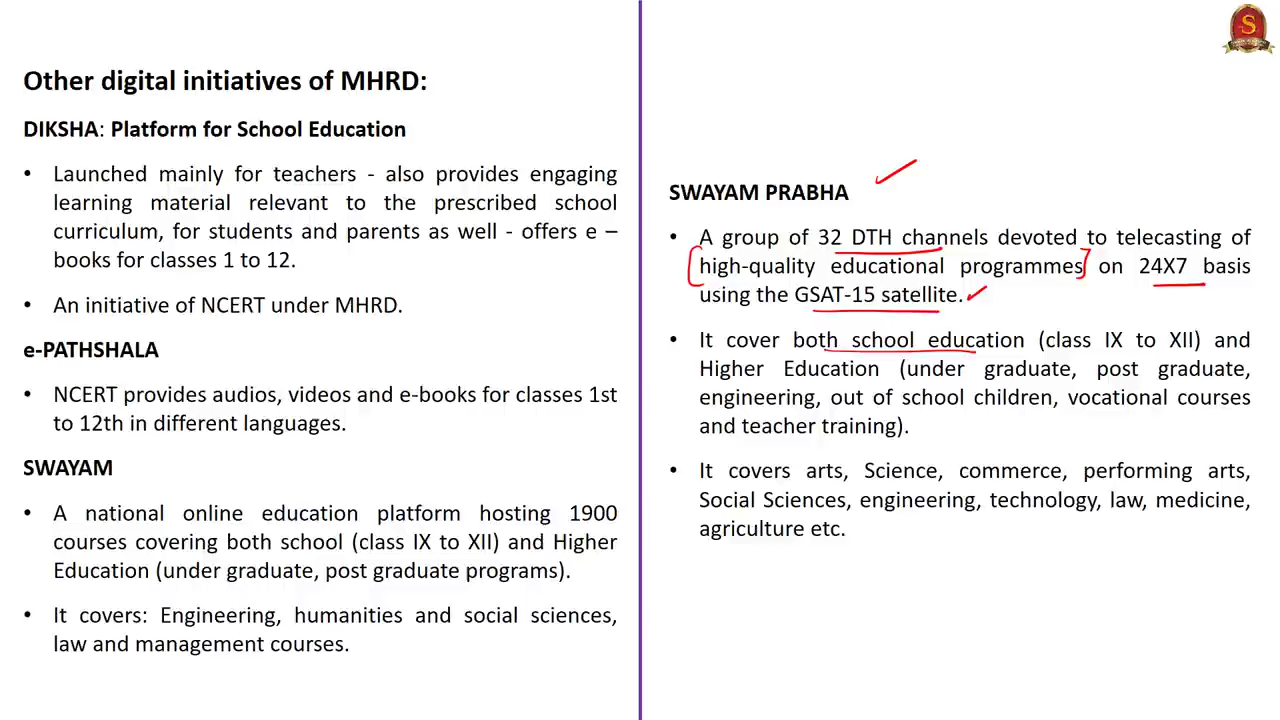 Other digital initiatives of MHRD:
DIKSHA: Platform for School Education
• Launched mainly for teachers - also provides engaging
learning material relevant to the prescribed school
curriculum, for students and parents as well - offers e –
books for classes 1 to 12.
• An initiative of NCERT under MHRD.
e-PATHSHALA
• NCERT provides audios, videos and e-books for classes 1st
to 12th in different languages.
SWAYAM
• A national online education platform hosting 1900
courses covering both school (class IX to XII) and Higher
Education (under graduate, post graduate programs).
• It covers: Engineering, humanities and social sciences,
law and management courses.
SWAYAM PRABHA
• A group of 32 DTH channels devoted to telecasting of
high-quality educational programmes on 24X7 basis
using the GSAT-15 satellite.
• It cover both school education (class IX to XII) and
Higher Education (under graduate, post graduate,
engineering, out of school children, vocational courses
and teacher training).
• It covers arts, Science, commerce, performing arts,
Social Sciences, engineering, technology, law, medicine,
agriculture etc.
S